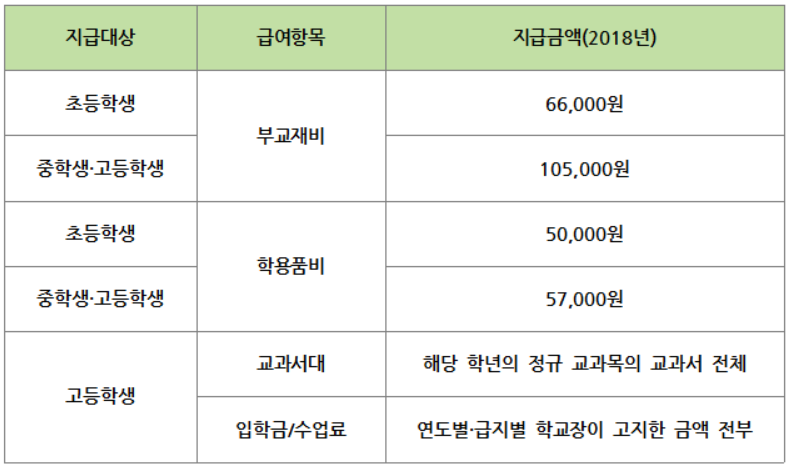 지급대상 급여항목 지급금액(2018년)
초등학생 부교재비 66,000원
중학생·고등학생 105,000원
초등학생 학용품비 50,000원
중학생·고등학생 57,000원
고등학생 교과서대 해당 학년의 정규 교과목의 교과서 전체
입학금/수업료 연도별·급지별 학교장이 고지한 금액 전부